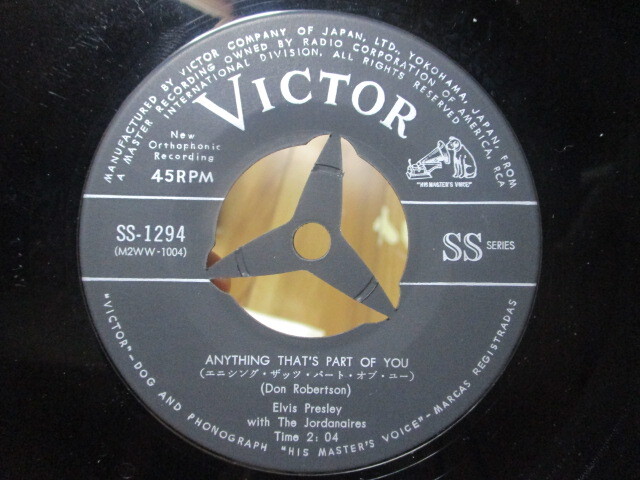 MANUFACTURED BY VICTOR COMPANY OF JAPAN, LTD., YOKOHAMA, JAPAN, FROM
A MASTER RECORDING OWNED BY RADIO CORPORATION OF AMERICA, RCA
INTERNATIONAL DIVISION, ALL RIGHTS RESERVED
VICTOR
New
Orthophonic
Recording
45RPM
"HIS MASTER'S VOICE"
SS-1294
(M2WW-1004)
SS SERIES
ANYTHING THAT'S PART OF YOU
(エニシング・ザッツ・パート・オブ・ユー)
(Don Robertson)
Elvis Presley
with The Jordanaires
Time 2: 04
"VICTOR"—DOG AND PHONOGRAPH "HIS MASTER'S VOICE"—MARCAS REGISTRADAS